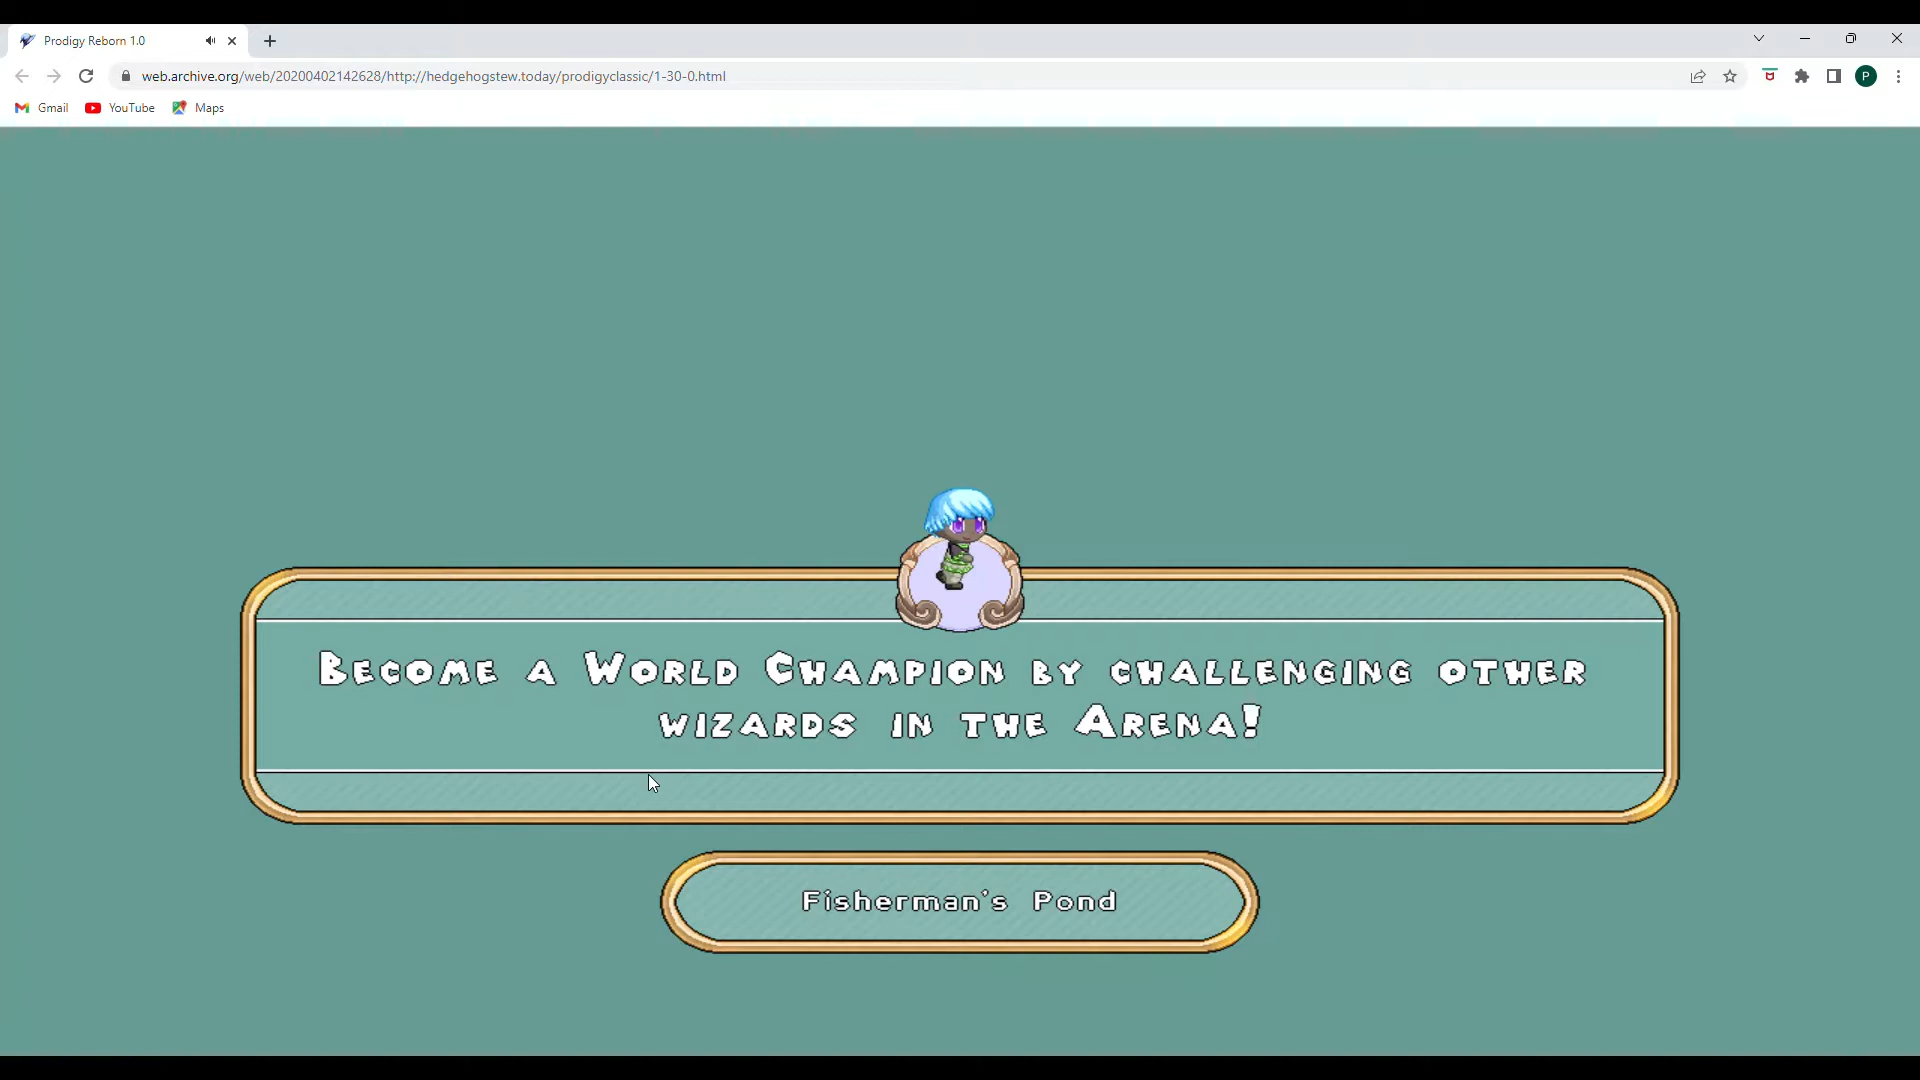 Prodigy Reborn 1.0
web.archive.org/web/20200402142628/http://hedgehogstew.today/prodigyclassic/1-30-0.html
P
Gmail YouTube Maps
Become a World Champion by challenging other
wizards in the Arena!
Fisherman's Pond